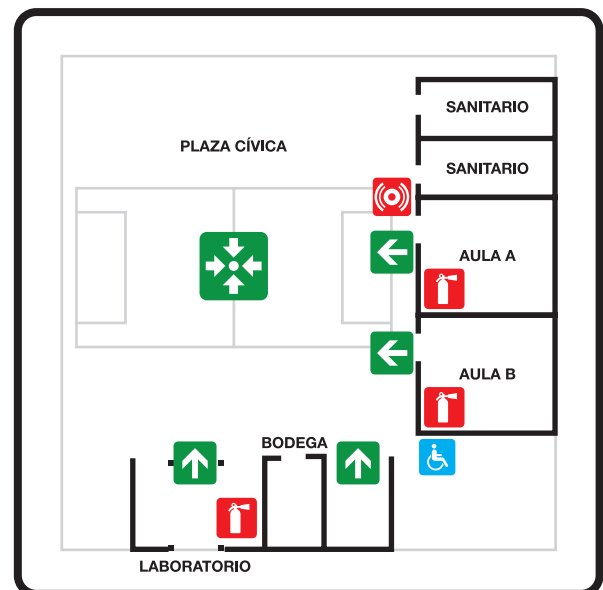 SANITARIO
PLAZA CÍVICA
SANITARIO
AULA A
AULA B
BODEGA
LABORATORIO